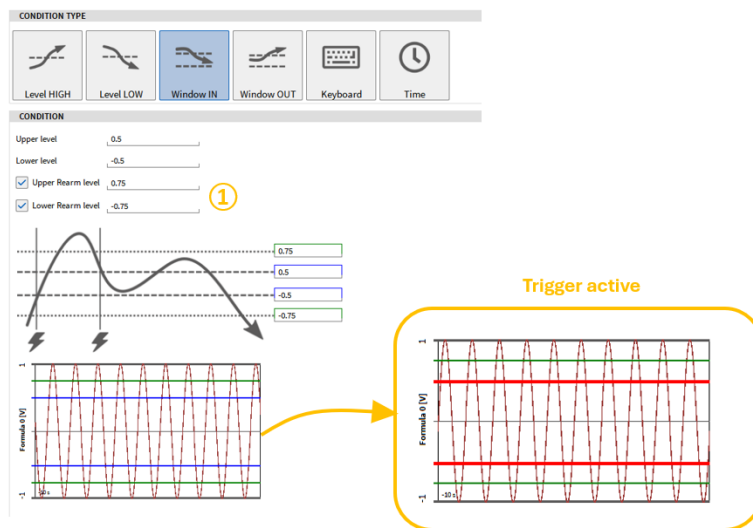 CONDITION TYPE
Level HIGH
Level LOW
Window IN
Window OUT
Keyboard
Time
CONDITION
Upper level 0.5
Lower level -0.5
Upper Rearm level 0.75
Lower Rearm level -0.75
①
0.75
0.5
-0.5
-0.75
Trigger active
1
Formula 0 [V]
-1
-10 s
1
Formula 0 [V]
-1
-10 s